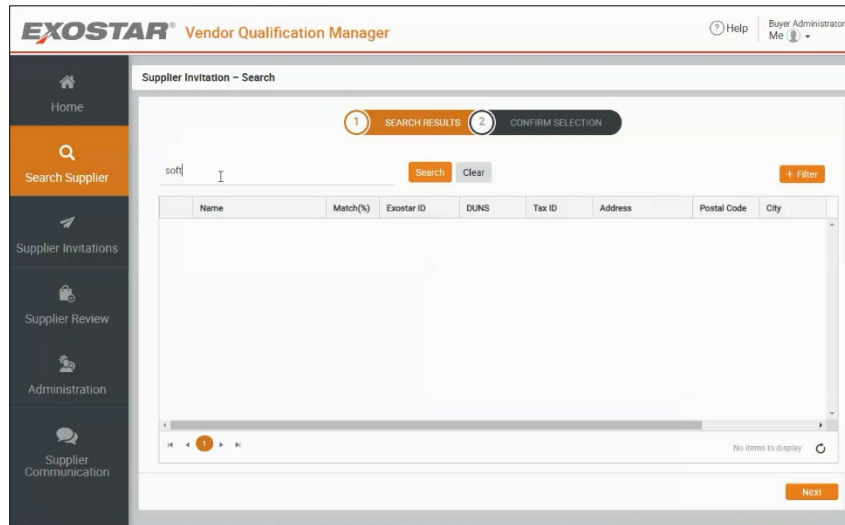 EXOSTAR® Vendor Qualification Manager
? Help
Buyer Administrator
Me
Home
Search Supplier
Supplier Invitations
Supplier Review
Administration
Supplier
Communication
Supplier Invitation – Search
1 SEARCH RESULTS 2 CONFIRM SELECTION
soft Search Clear + Filter
Name Match(%) Exostar ID DUNS Tax ID Address Postal Code City
1 No items to display
Next